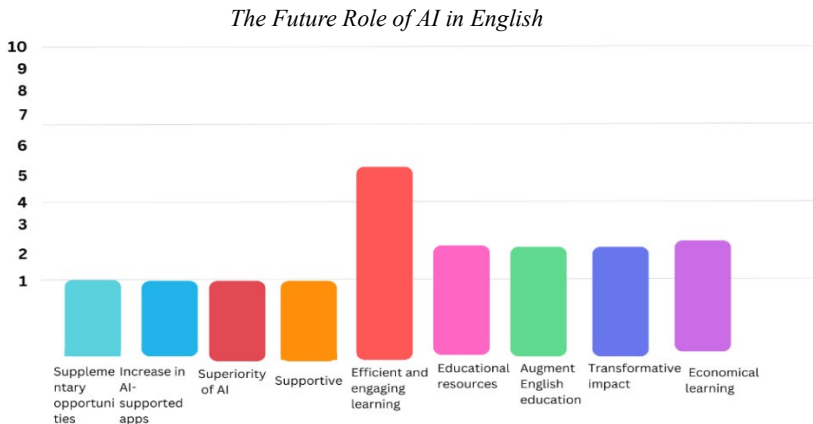 The Future Role of AI in English
10
9
8
7
6
5
4
3
2
1
Suppleme
ntary
opportuni
ties
Increase in
AI-
supported
apps
Superiority
of AI
Supportive
Efficient and
engaging
learning
Educational
resources
Augment
English
education
Transformative
impact
Economical
learning